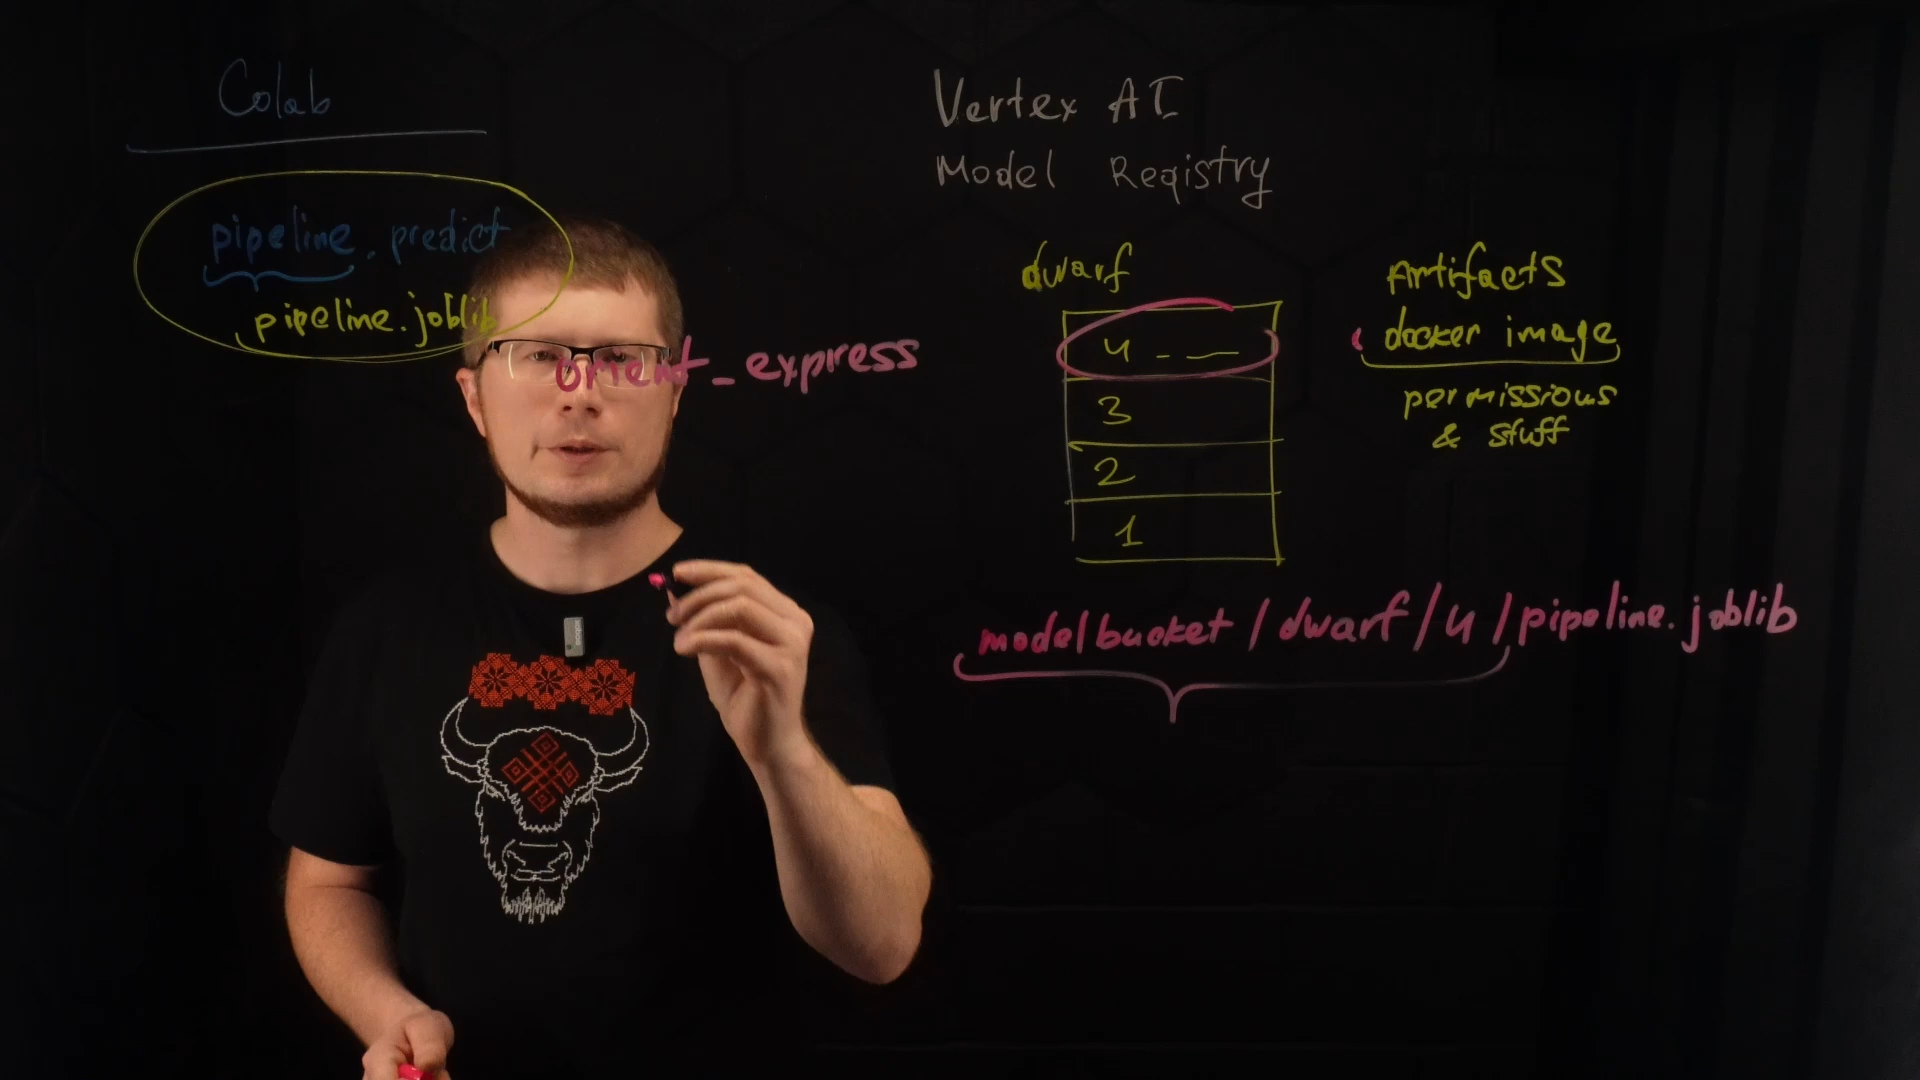 Colab
pipeline.predict
pipeline.joblib
orient_express
Vertex AI
Model Registry
dwarf
4 - —
3
2
1
Artifacts
docker image
permissions
& stuff
modelbucket/dwarf/4/pipeline.joblib